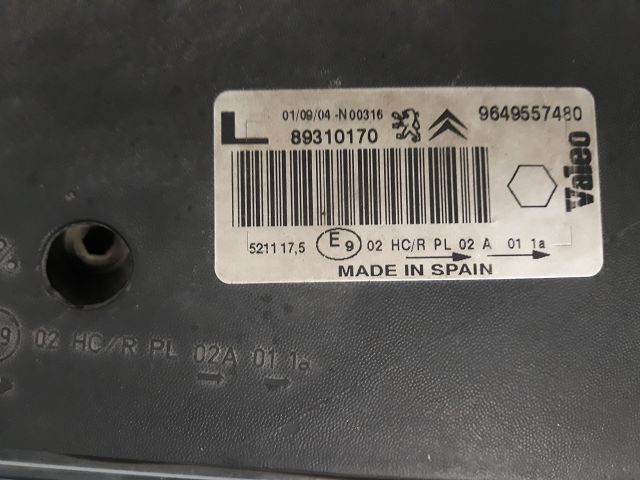 L
01/09/04 -N00316
9649557480
89310170
Valeo
521117,5
E9 02 HC/R PL 02 A 01 1a
MADE IN SPAIN
9 02 HC/R PL 02A 01 1a